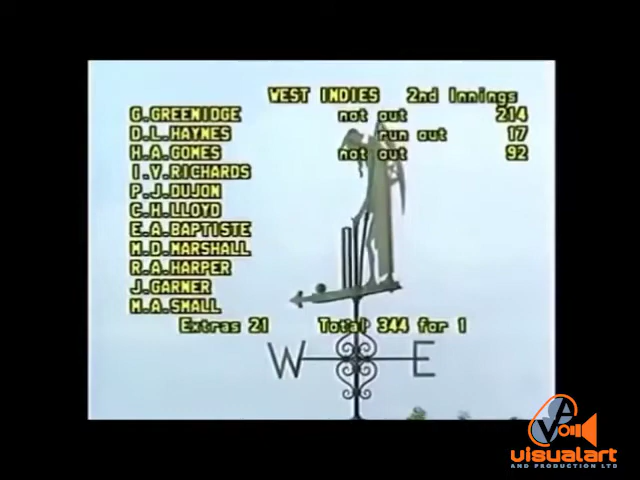 WEST INDIES 2nd Innings
G.GREENIDGE not out 214
D.L.HAYNES run out 17
H.A.GOMES not out 92
I.V.RICHARDS
P.J.DUJON
C.H.LLOYD
E.A.BAPTISTE
M.D.MARSHALL
R.A.HARPER
J.GARNER
M.A.SMALL
Extras 21 Total 344 for 1
W E
VA
visualart
AND PRODUCTION LTD